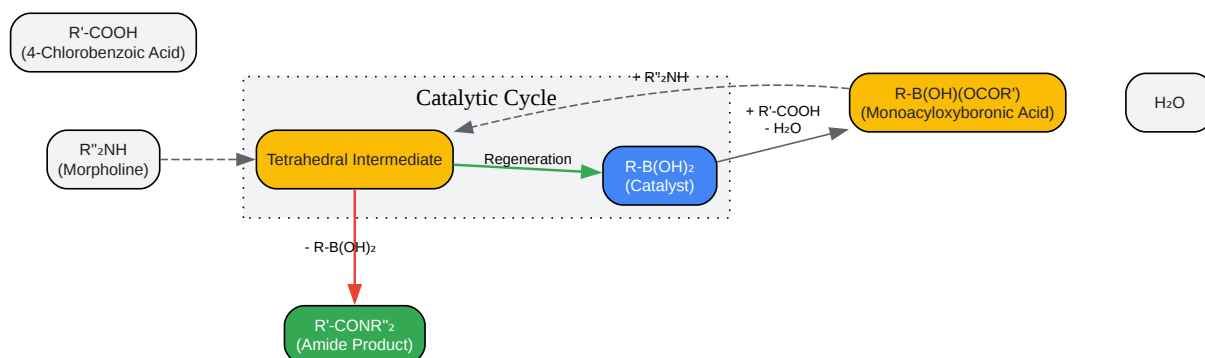 R'-COOH
(4-Chlorobenzoic Acid)
+ R"₂NH
Catalytic Cycle
R-B(OH)(OCOR')
(Monoacyloxyboronic Acid)
H₂O
+ R'-COOH
- H₂O
R"₂NH
(Morpholine)
Tetrahedral Intermediate
Regeneration
R-B(OH)₂
(Catalyst)
- R-B(OH)₂
R'-CONR"₂
(Amide Product)